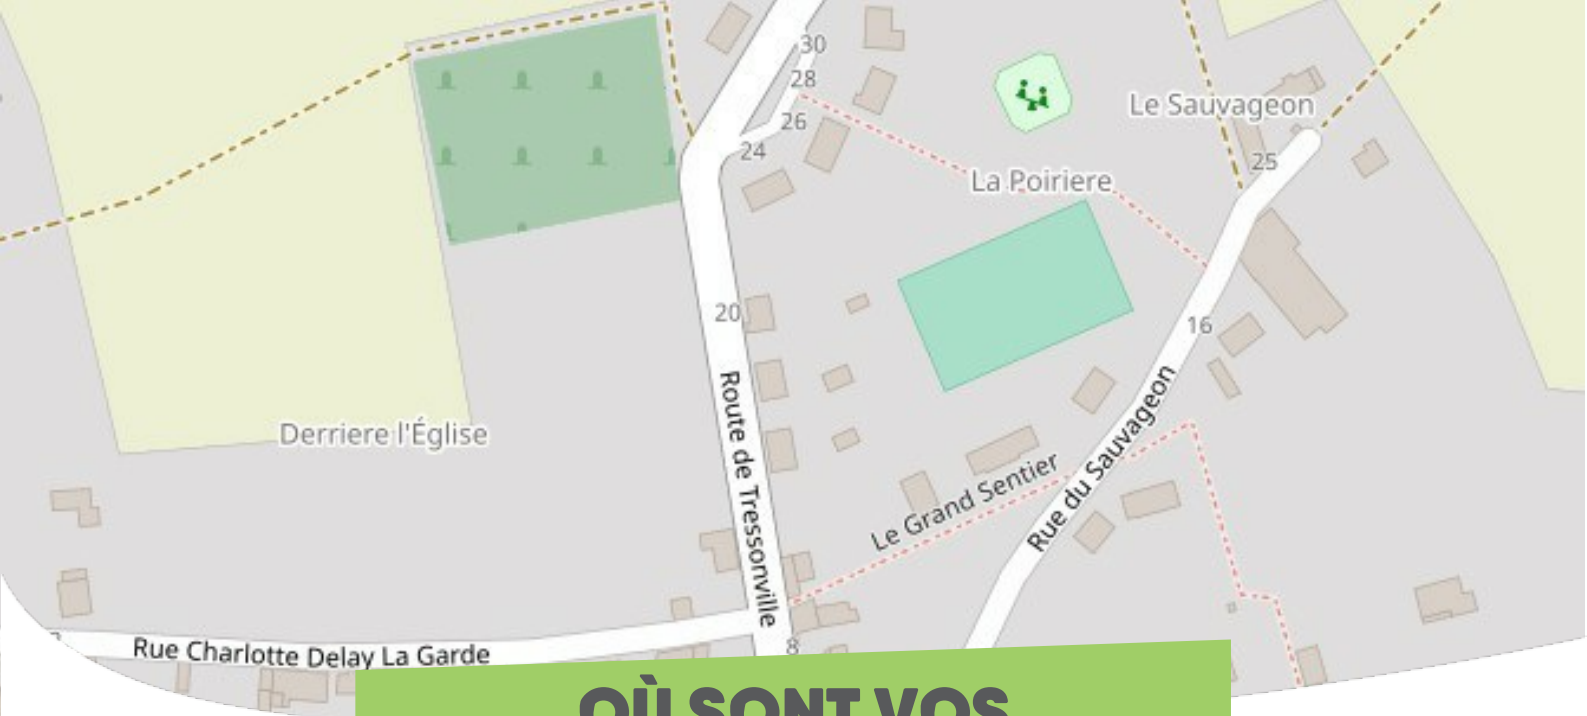 30
28
26
24
Le Sauvageon
25
La Poiriere
20
16
Route de Tressonville
Derriere l'Église
Le Grand Sentier
Rue du Sauvageon
Rue Charlotte Delay La Garde
8
OÙ SONT VOS